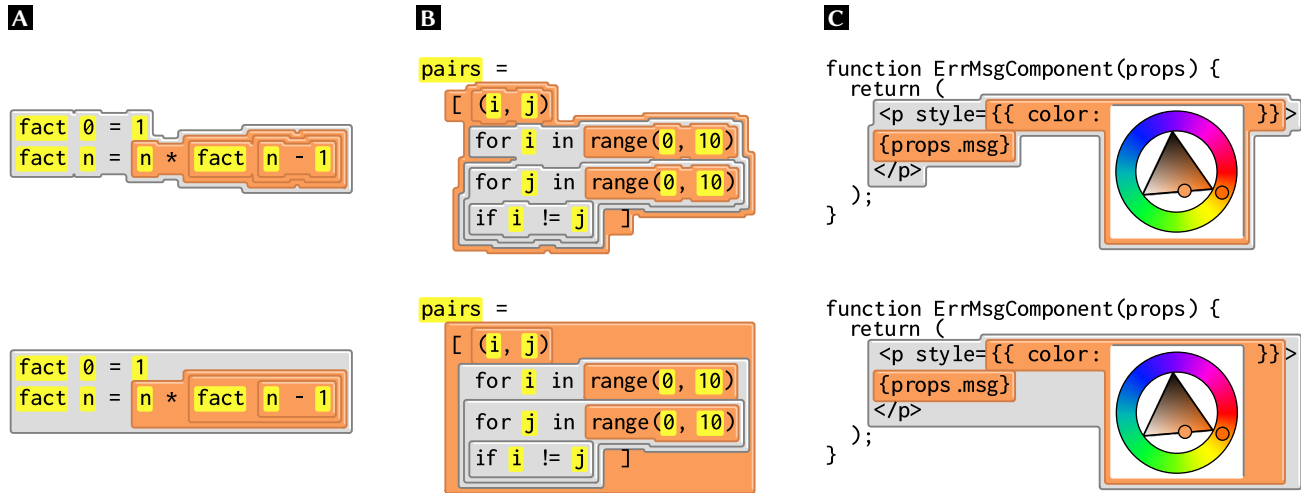 A
fact 0 = 1
fact n = n * fact n - 1
fact 0 = 1
fact n = n * fact n - 1
B
pairs =
[ (i, j)
for i in range(0, 10)
for j in range(0, 10)
if i != j ]
pairs =
[ (i, j)
for i in range(0, 10)
for j in range(0, 10)
if i != j ]
C
function ErrMsgComponent(props) {
return (
<p style={{ color: }}>
{props.msg}
</p>
);
}
function ErrMsgComponent(props) {
return (
<p style={{ color: }}>
{props.msg}
</p>
);
}